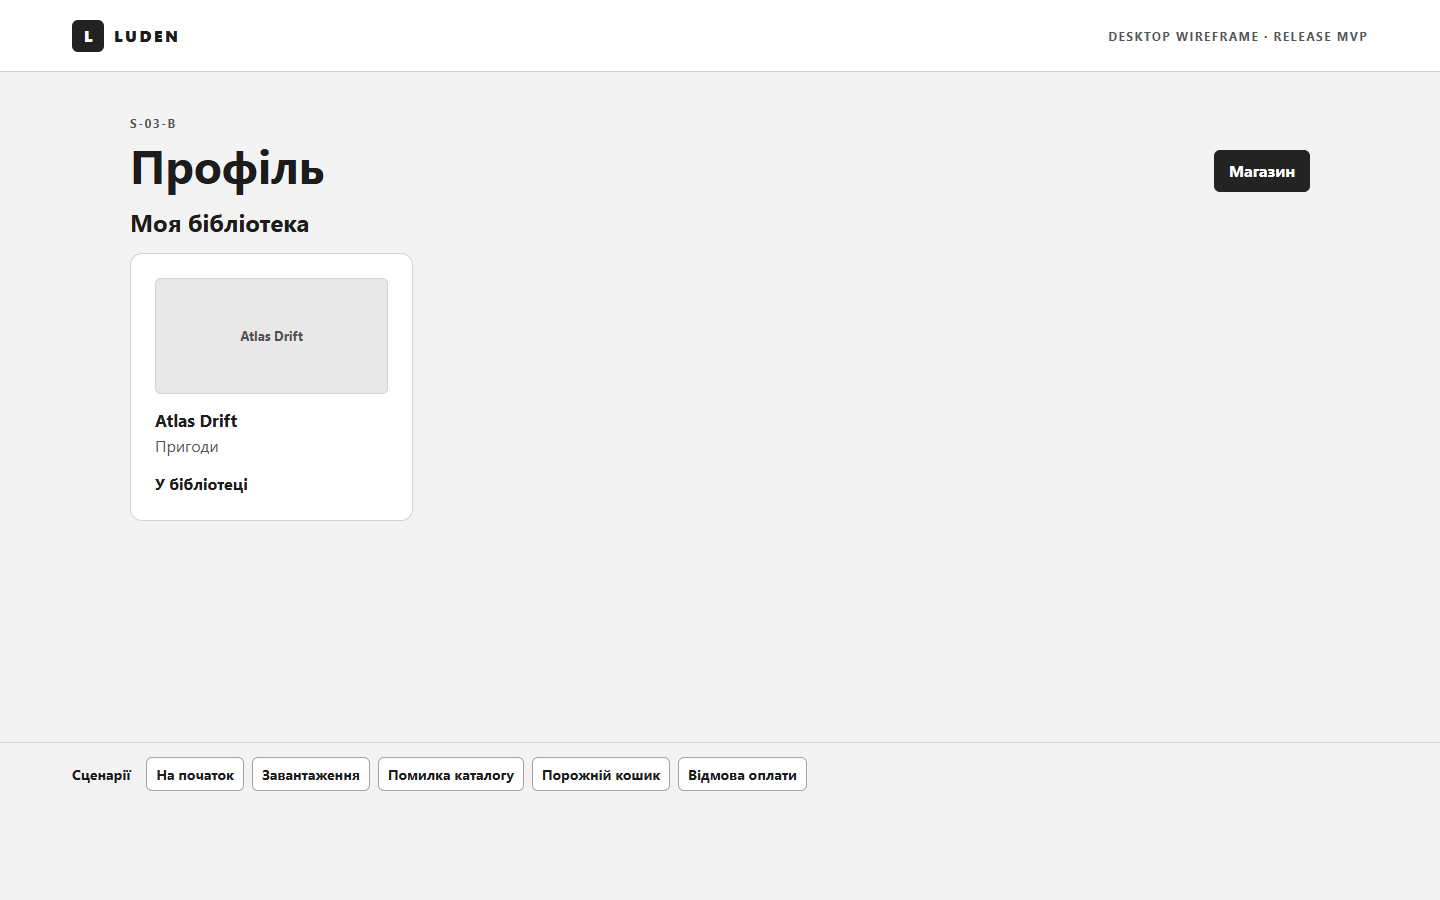 L LUDEN
DESKTOP WIREFRAME · RELEASE MVP
S-03-B
Профіль
Магазин
Моя бібліотека
Atlas Drift
Atlas Drift
Пригоди
У бібліотеці
Сценарії На початок Завантаження Помилка каталогу Порожній кошик Відмова оплати